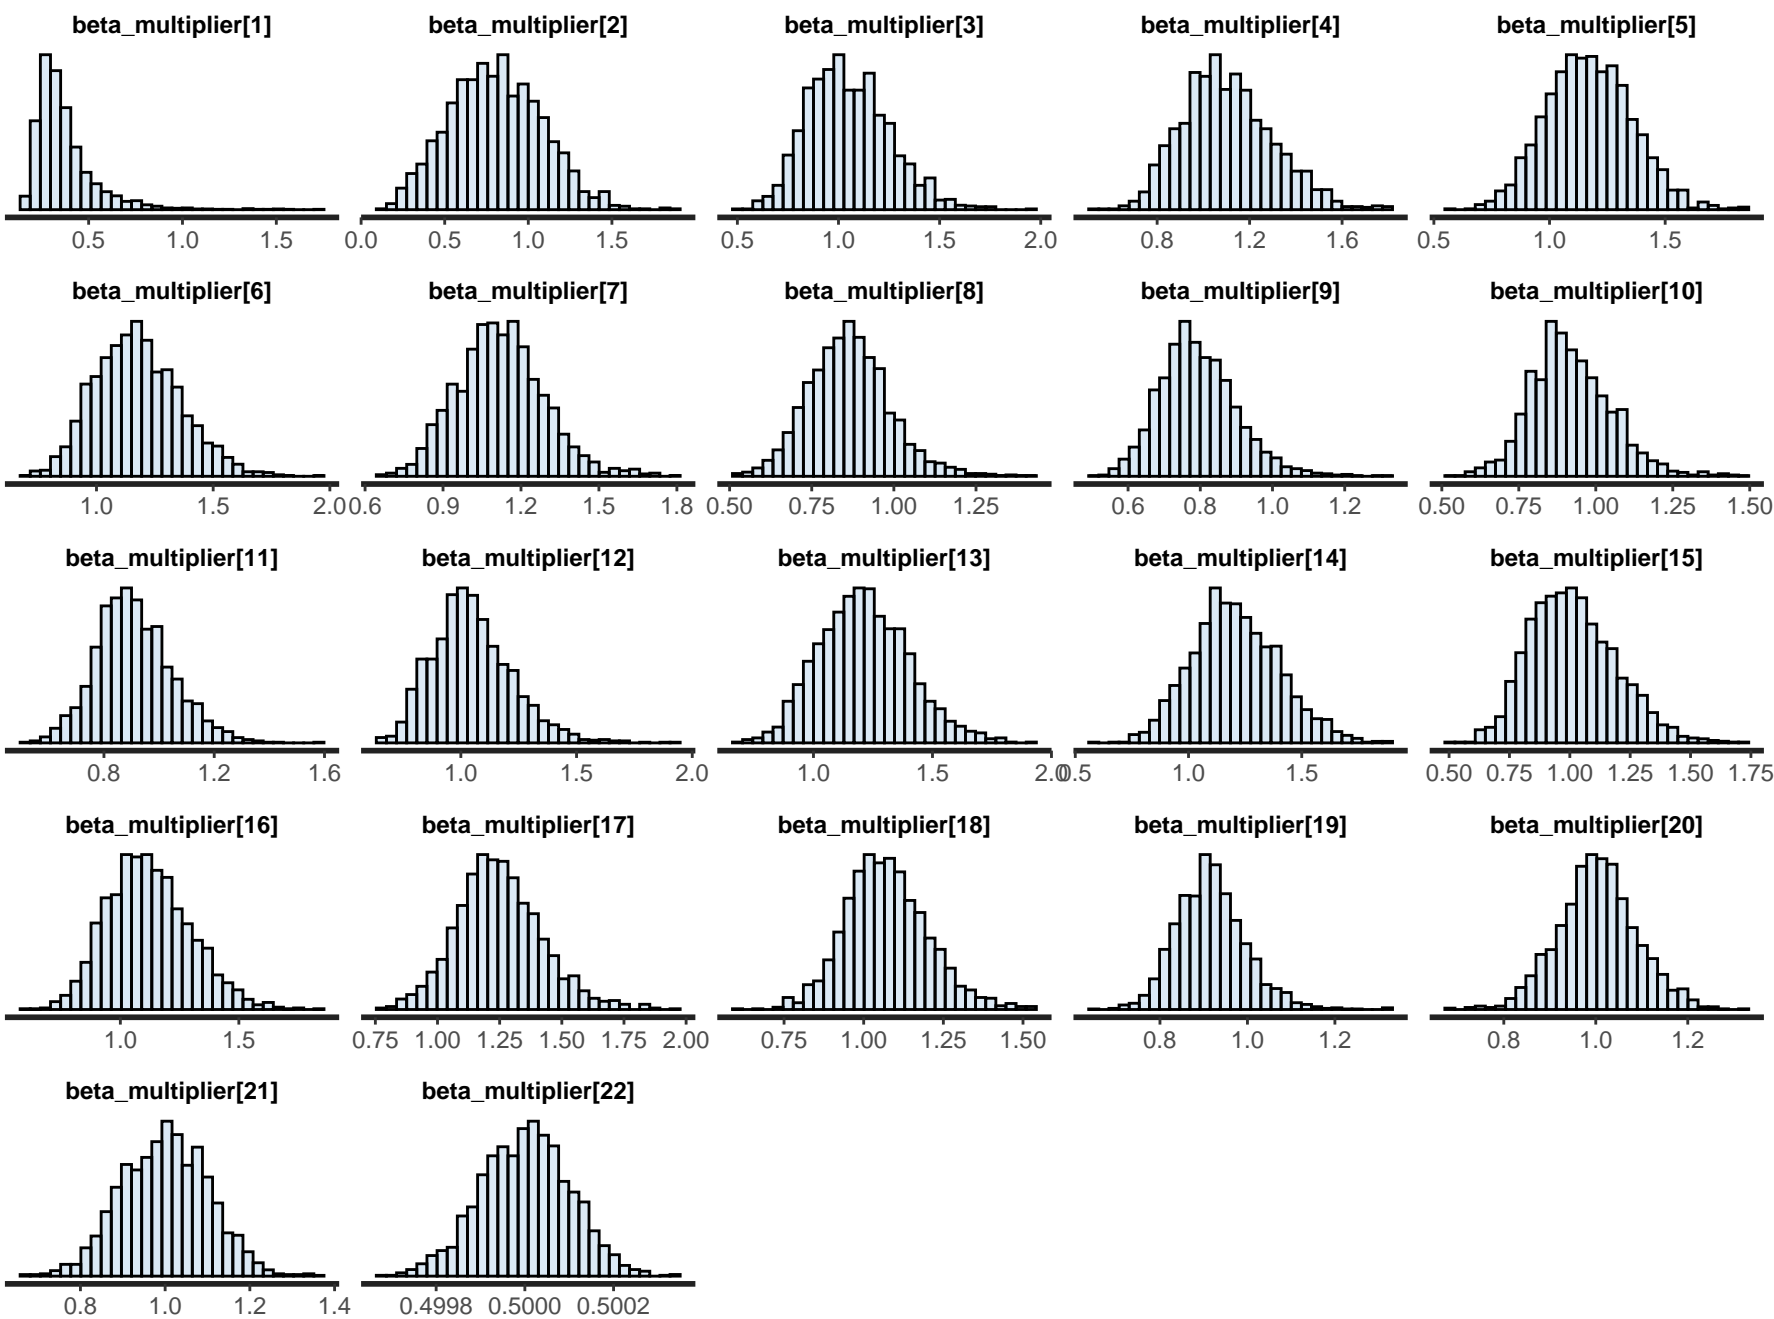 beta_multiplier[1] beta_multiplier[2] beta_multiplier[3] beta_multiplier[4] beta_multiplier[5]
0.5 1.0 1.5 0.0 0.5 1.0 1.5 0.5 1.0 1.5 2.0 0.8 1.2 1.6 0.5 1.0 1.5
beta_multiplier[6] beta_multiplier[7] beta_multiplier[8] beta_multiplier[9] beta_multiplier[10]
1.0 1.5 2.0 0.6 0.9 1.2 1.5 1.8 0.50 0.75 1.00 1.25 0.6 0.8 1.0 1.2 0.50 0.75 1.00 1.25 1.50
beta_multiplier[11] beta_multiplier[12] beta_multiplier[13] beta_multiplier[14] beta_multiplier[15]
0.8 1.2 1.6 1.0 1.5 2.0 1.0 1.5 2.0 0.5 1.0 1.5 0.50 0.75 1.00 1.25 1.50 1.75
beta_multiplier[16] beta_multiplier[17] beta_multiplier[18] beta_multiplier[19] beta_multiplier[20]
1.0 1.5 0.75 1.00 1.25 1.50 1.75 2.00 0.75 1.00 1.25 1.50 0.8 1.0 1.2 0.8 1.0 1.2
beta_multiplier[21] beta_multiplier[22]
0.8 1.0 1.2 1.4 0.4998 0.5000 0.5002